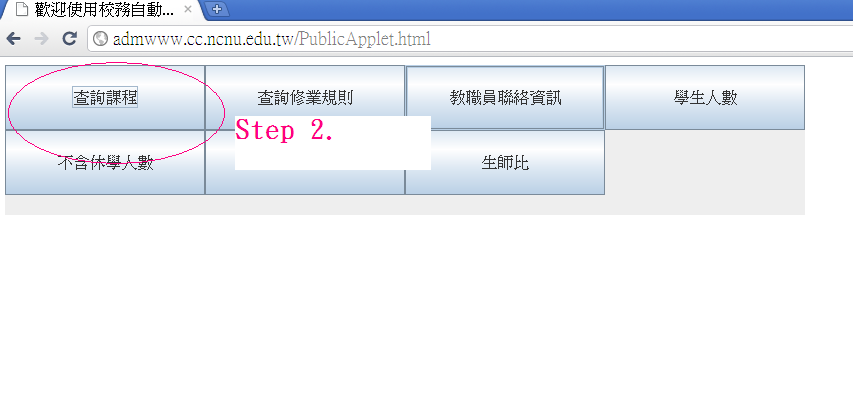 歡迎使用校務自動...
admwww.cc.ncnu.edu.tw/PublicApplet.html
查詢課程 查詢修業規則 教職員聯絡資訊 學生人數
Step 2.
不含休學人數 生師比